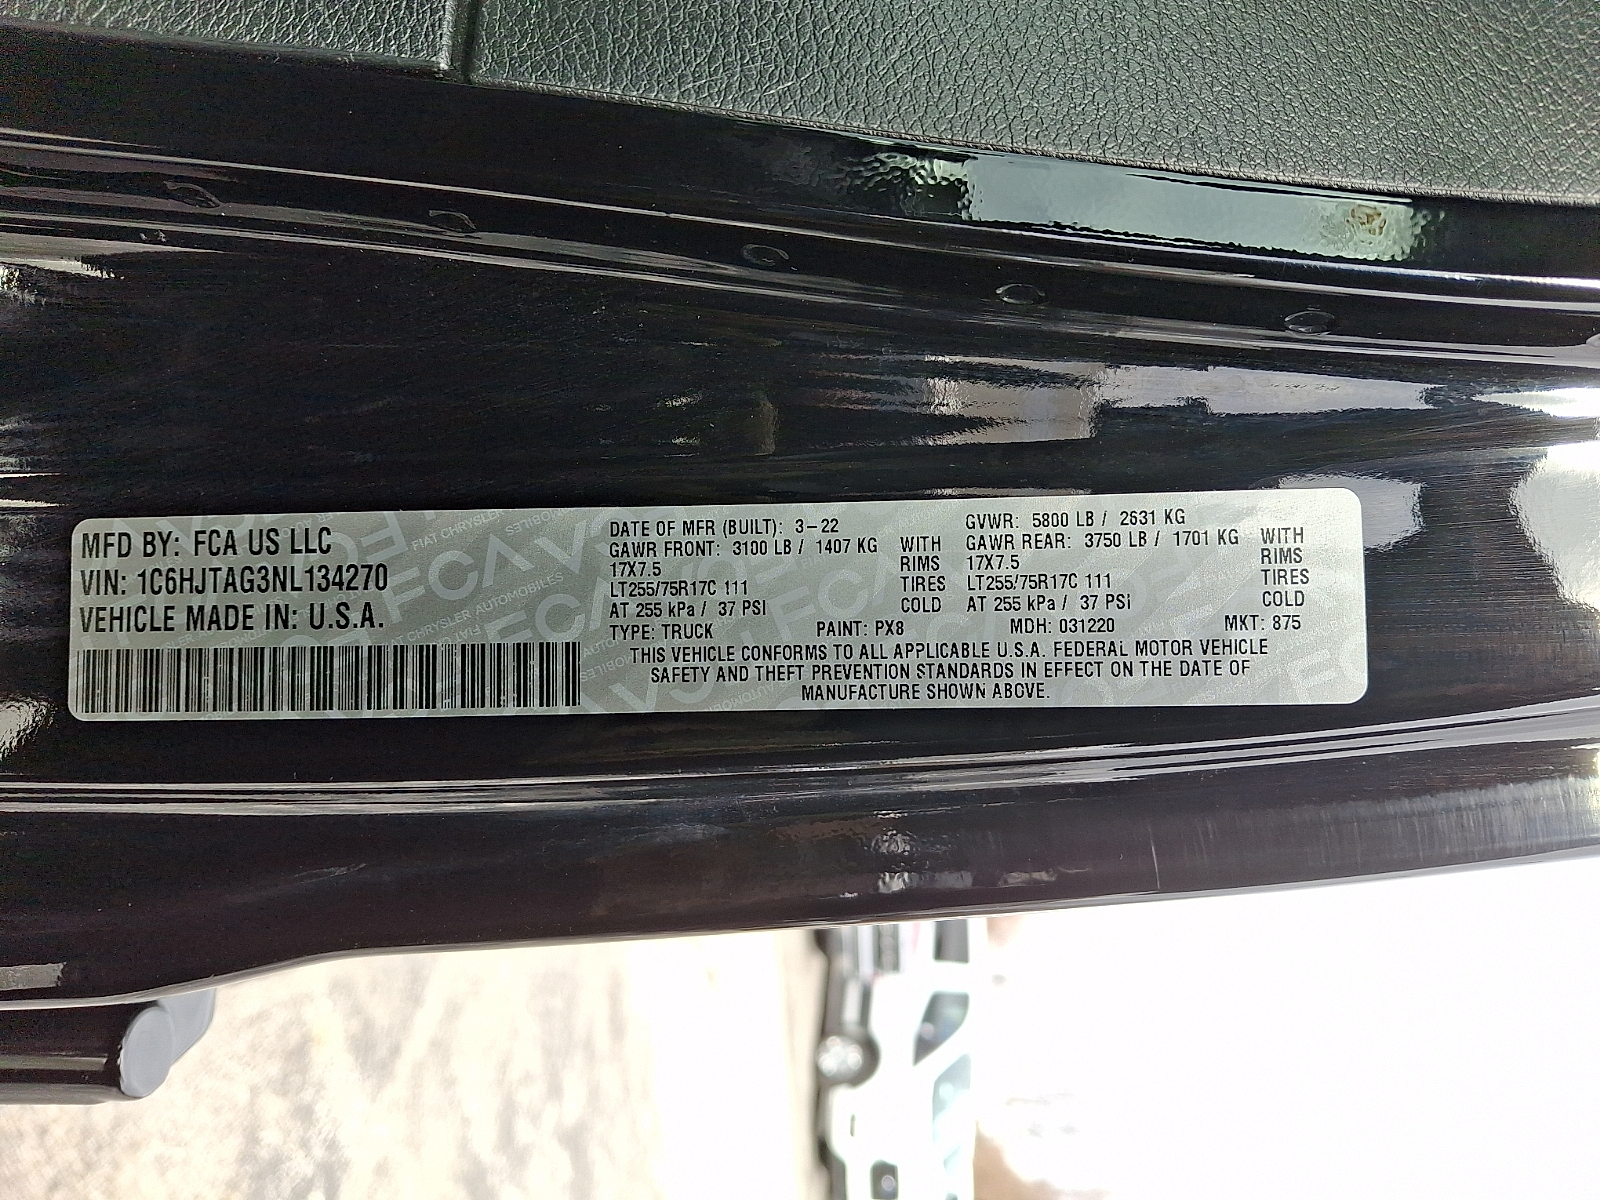 MFD BY: FCA US LLC
VIN: 1C6HJTAG3NL134270
VEHICLE MADE IN: U.S.A.
DATE OF MFR (BUILT): 3-22 GVWR: 5800 LB / 2631 KG
GAWR FRONT: 3100 LB / 1407 KG WITH GAWR REAR: 3750 LB / 1701 KG WITH
17X7.5 RIMS 17X7.5 RIMS
LT255/75R17C 111 TIRES LT255/75R17C 111 TIRES
AT 255 kPa / 37 PSI COLD AT 255 kPa / 37 PSI COLD
TYPE: TRUCK PAINT: PX8 MDH: 031220 MKT: 875
THIS VEHICLE CONFORMS TO ALL APPLICABLE U.S.A. FEDERAL MOTOR VEHICLE
SAFETY AND THEFT PREVENTION STANDARDS IN EFFECT ON THE DATE OF
MANUFACTURE SHOWN ABOVE.